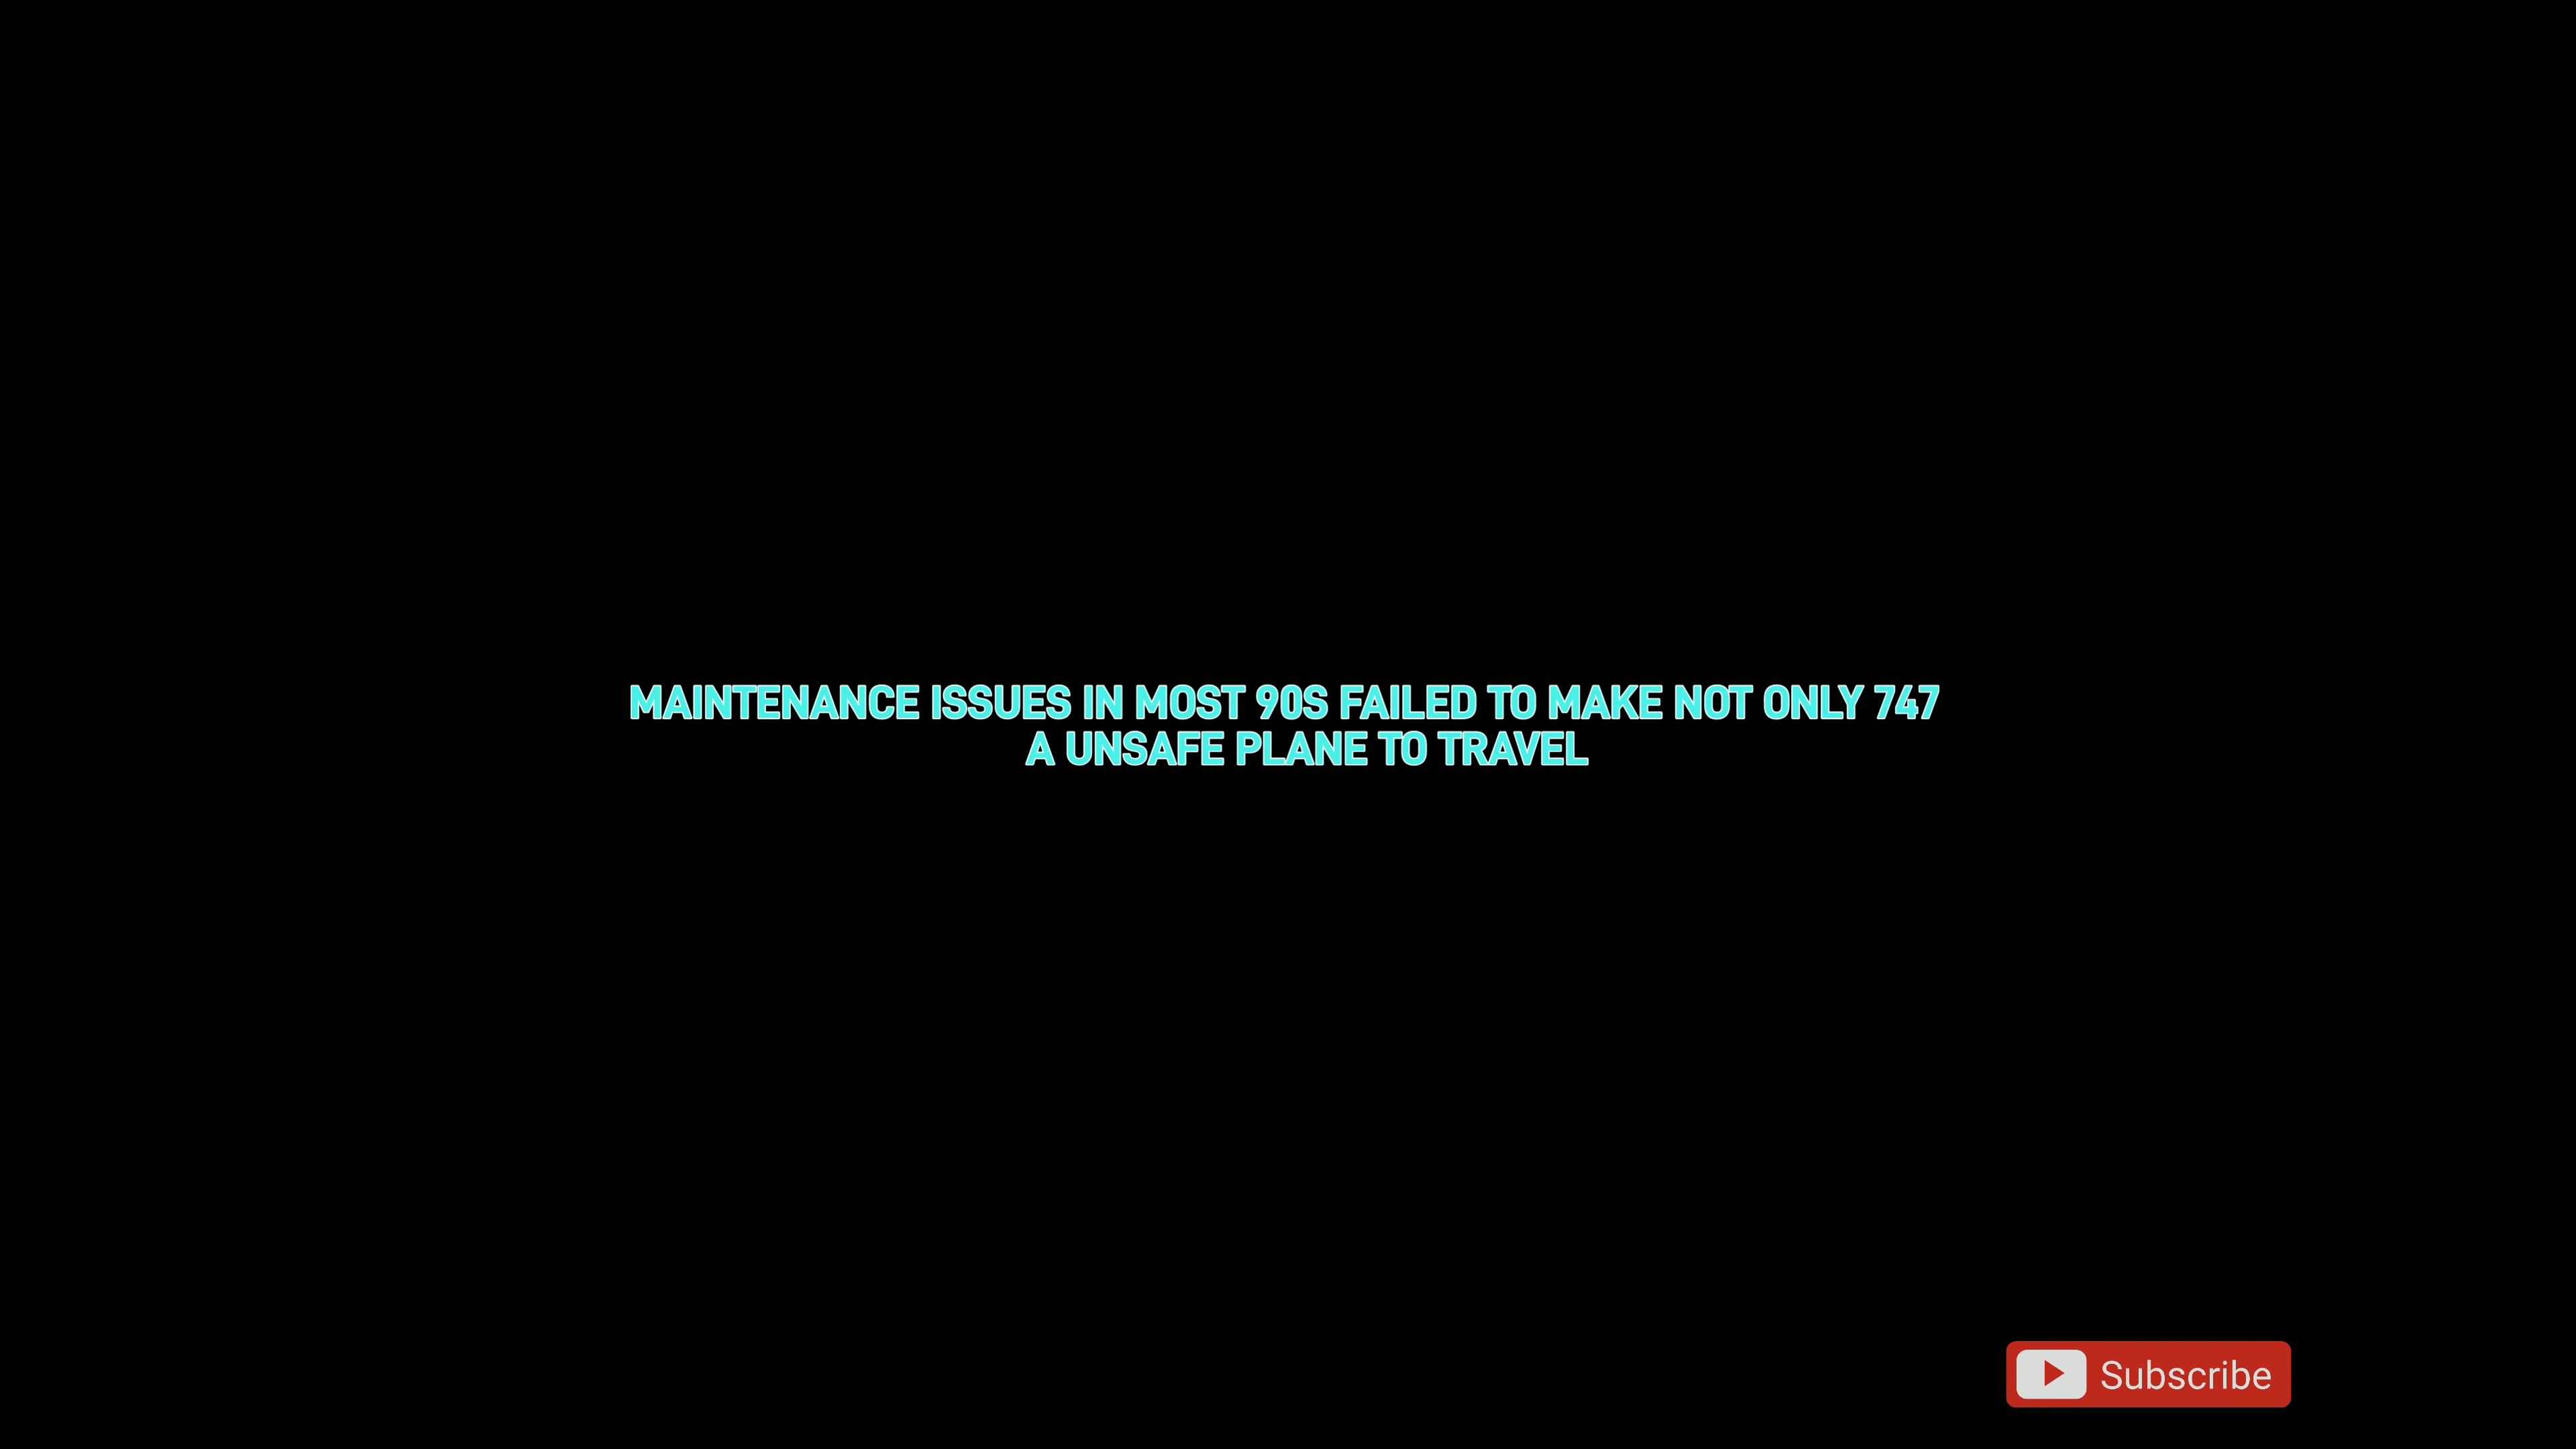 MAINTENANCE ISSUES IN MOST 90S FAILED TO MAKE NOT ONLY 747
A UNSAFE PLANE TO TRAVEL
Subscribe